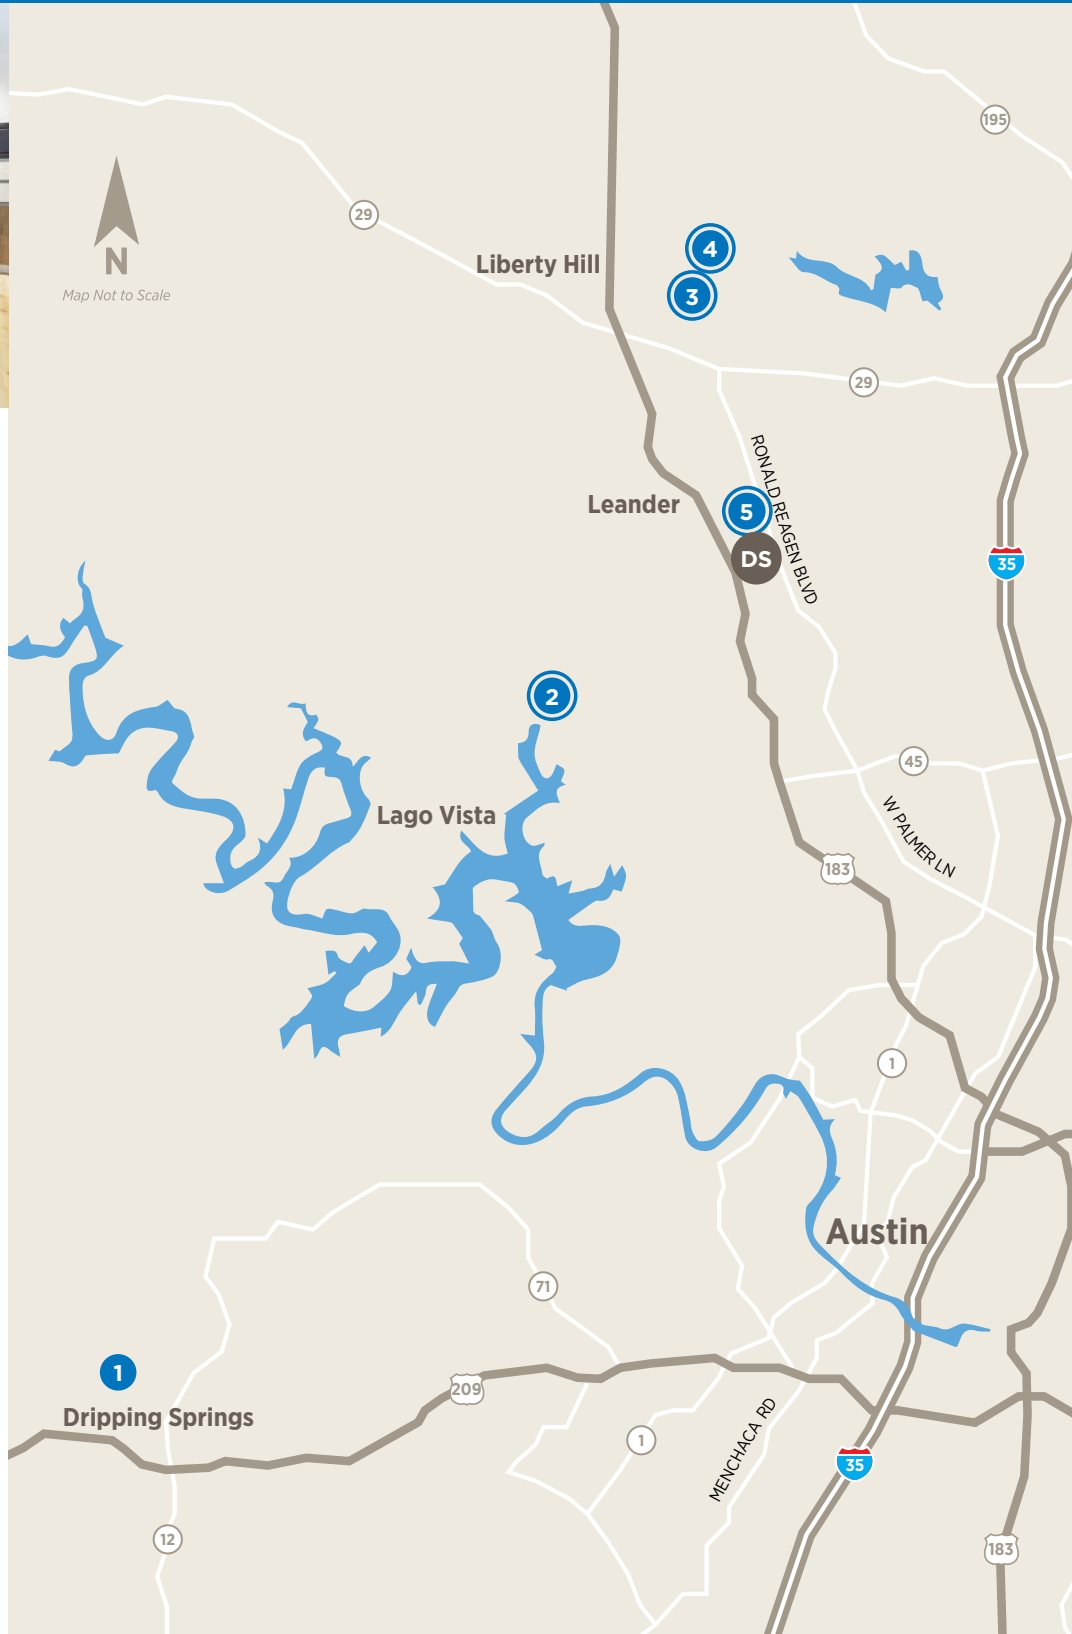 195
29
4
Liberty Hill
3
N
Map Not to Scale
29
RONALD REAGEN BLVD
Leander
5
DS
35
2
45
Lago Vista
W PALMER LN
183
1
Austin
71
1
209
Dripping Springs
MENCHACA RD
1
35
12
183